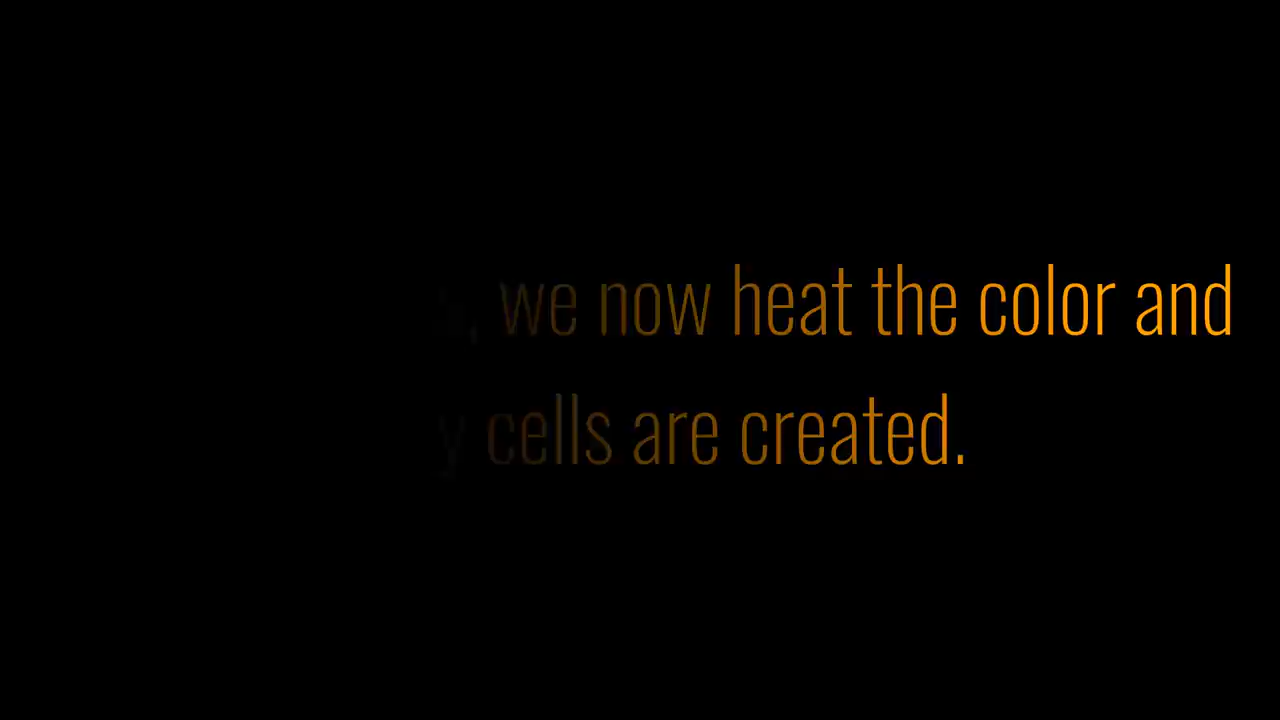 , we now heat the color and
cells are created.